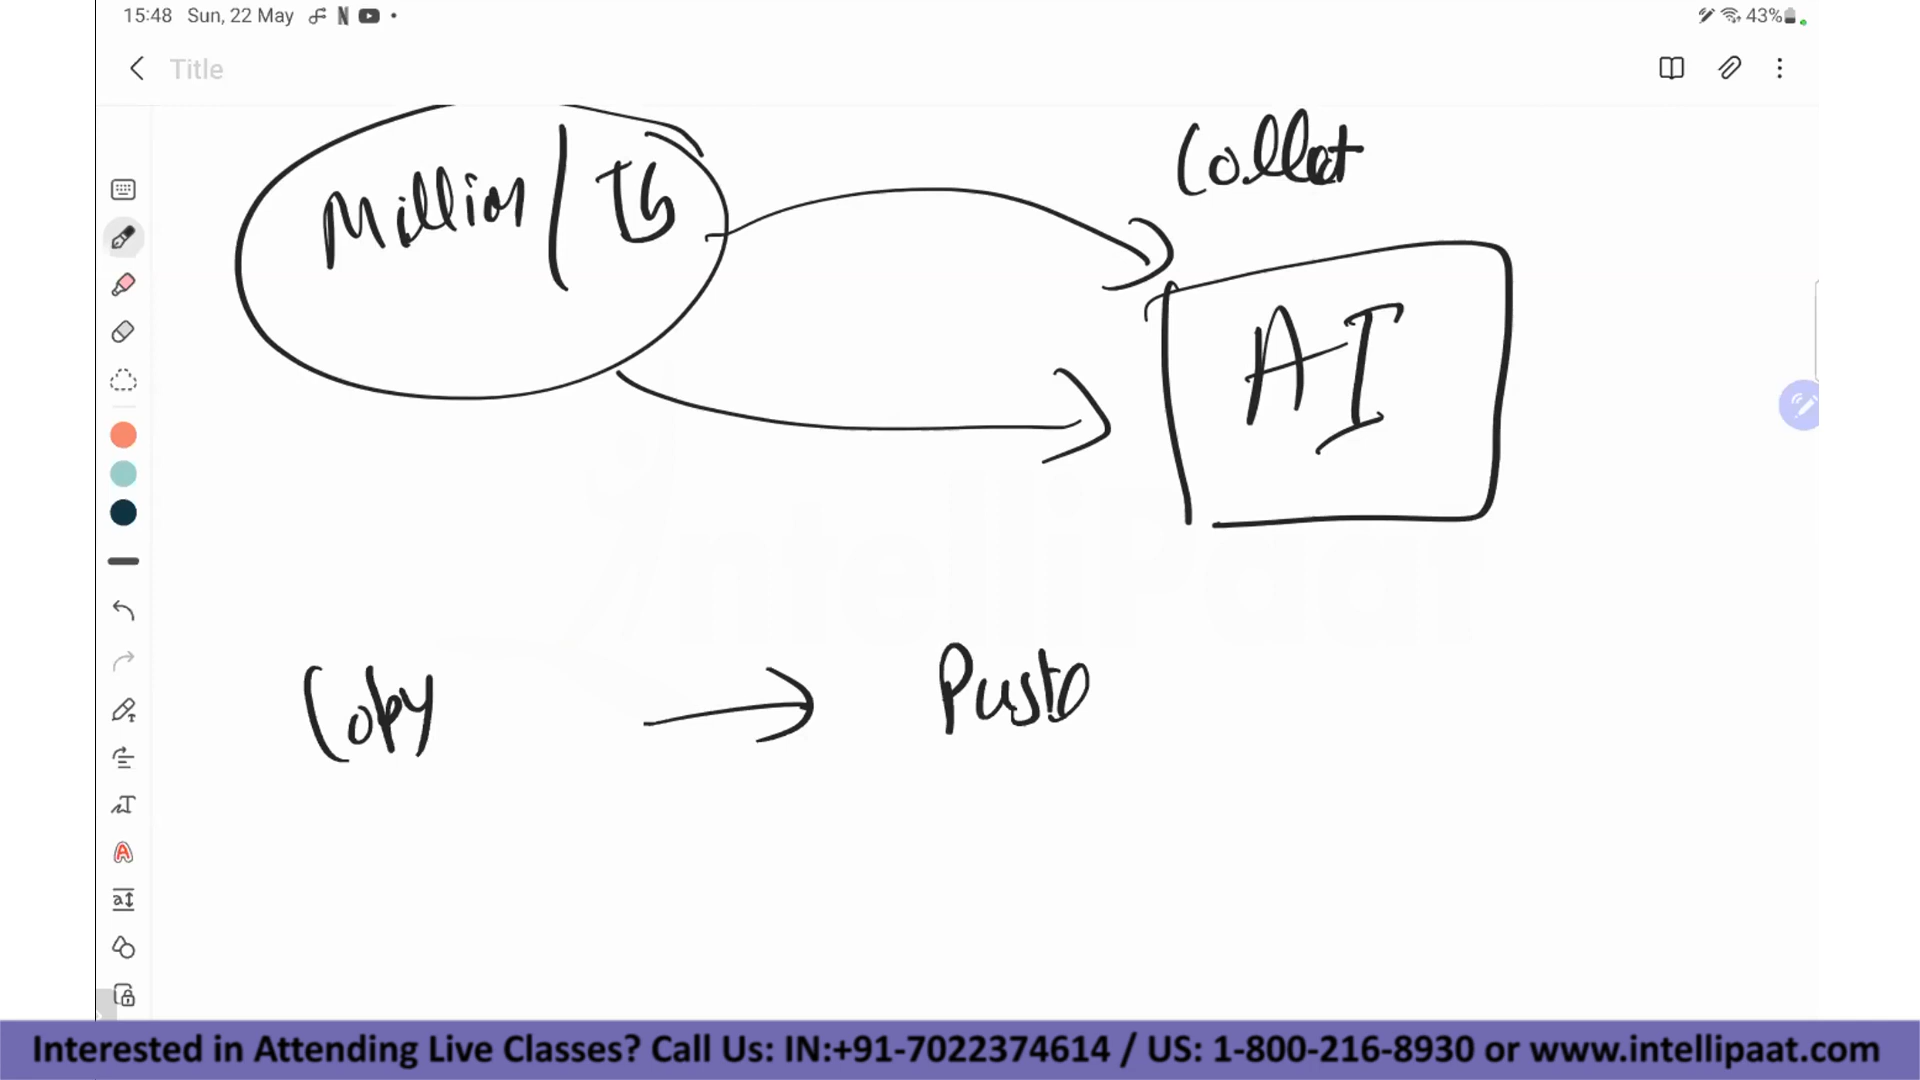 15:48 Sun, 22 May N 43%
Title
Collect
Million / Tb
AI
Copy → Paste
IntelliPaat
Interested in Attending Live Classes? Call Us: IN:+91-7022374614 / US: 1-800-216-8930 or www.intellipaat.com